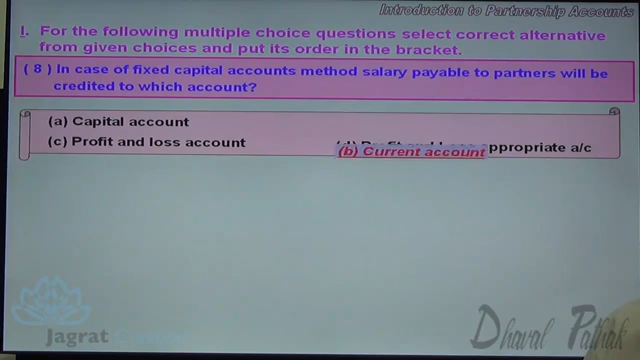 Introduction to Partnership Accounts
I. For the following multiple choice questions select correct alternative
from given choices and put its order in the bracket.
( 8 ) In case of fixed capital accounts method salary payable to partners will be
credited to which account?
(a) Capital account
(c) Profit and loss account
ppropriate a/c
(b) Current account
Jagrat
Dhaval Pathak